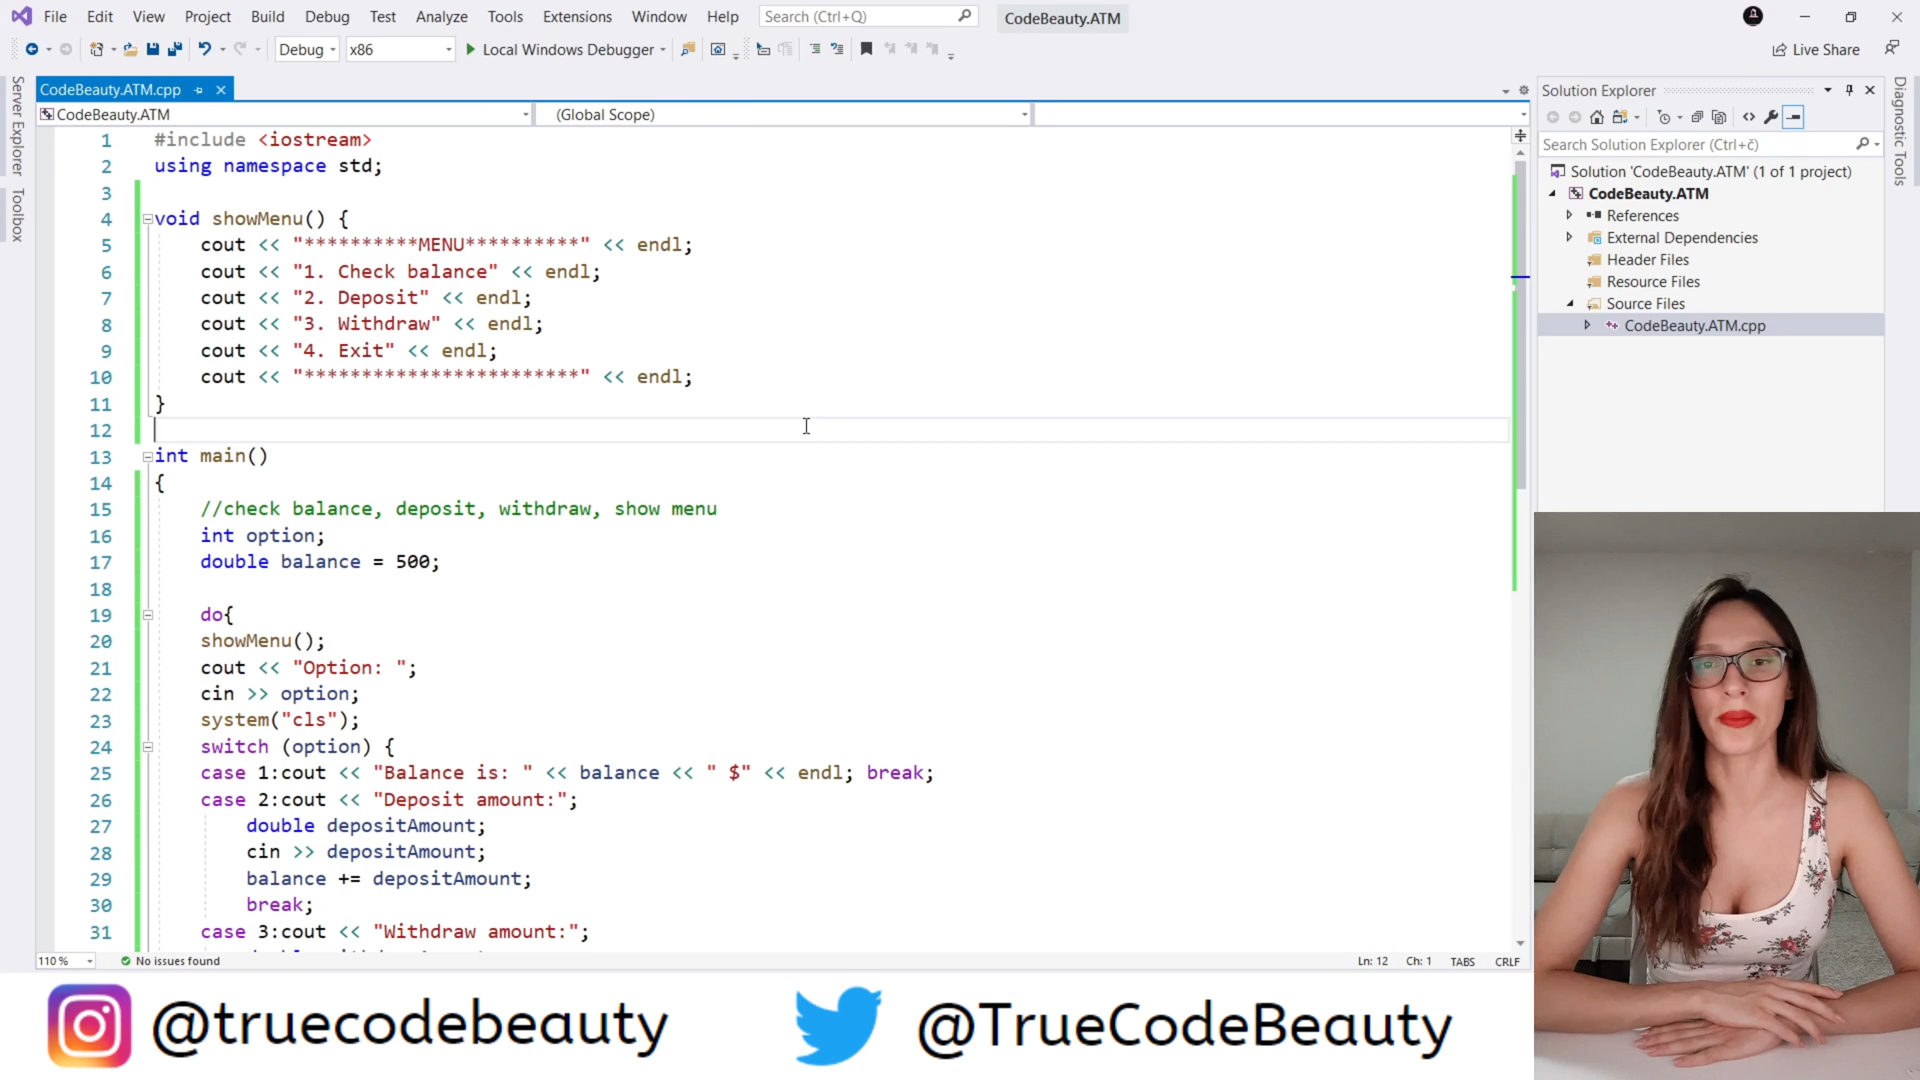 File Edit View Project Build Debug Test Analyze Tools Extensions Window Help Search (Ctrl+Q) CodeBeauty.ATM
Debug x86 Local Windows Debugger Live Share
Server Explorer
Toolbox
CodeBeauty.ATM.cpp
CodeBeauty.ATM (Global Scope)
1 #include <iostream>
2 using namespace std;
3
4 void showMenu() {
5 cout << "**********MENU**********" << endl;
6 cout << "1. Check balance" << endl;
7 cout << "2. Deposit" << endl;
8 cout << "3. Withdraw" << endl;
9 cout << "4. Exit" << endl;
10 cout << "************************" << endl;
11 }
12
13 int main()
14 {
15 //check balance, deposit, withdraw, show menu
16 int option;
17 double balance = 500;
18
19 do{
20 showMenu();
21 cout << "Option: ";
22 cin >> option;
23 system("cls");
24 switch (option) {
25 case 1:cout << "Balance is: " << balance << " $" << endl; break;
26 case 2:cout << "Deposit amount:";
27 double depositAmount;
28 cin >> depositAmount;
29 balance += depositAmount;
30 break;
31 case 3:cout << "Withdraw amount:";
110 % No issues found Ln: 12 Ch: 1 TABS CRLF
Solution Explorer
Search Solution Explorer (Ctrl+č)
Solution 'CodeBeauty.ATM' (1 of 1 project)
CodeBeauty.ATM
References
External Dependencies
Header Files
Resource Files
Source Files
CodeBeauty.ATM.cpp
Diagnostic Tools
@truecodebeauty @TrueCodeBeauty